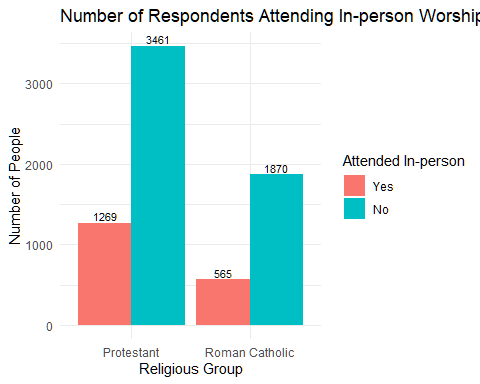 Number of Respondents Attending In-person Worship
3461
3000
2000
1870
1269
1000
565
0
Number of People
Protestant
Roman Catholic
Religious Group
Attended In-person
Yes
No